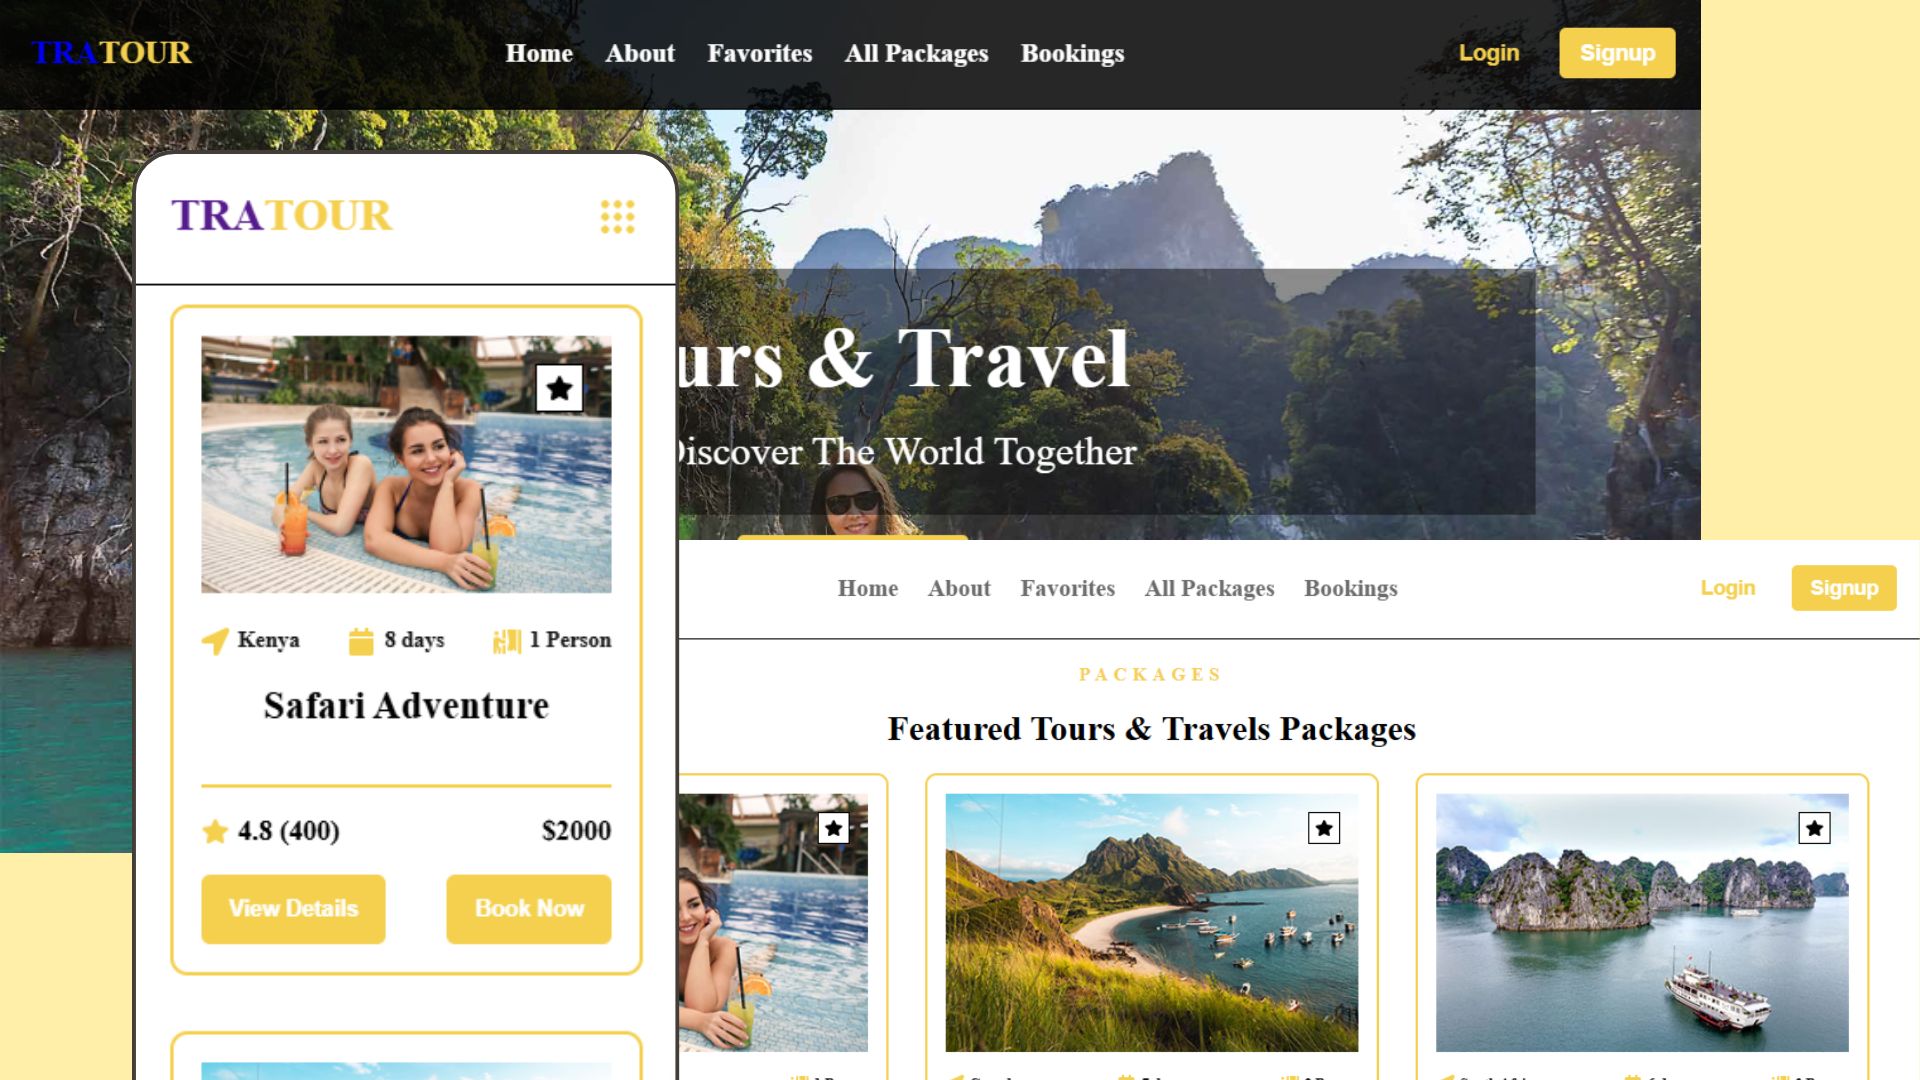 TRATOUR
Home About Favorites All Packages Bookings
Login Signup
TRATOUR
Kenya 8 days 1 Person
Safari Adventure
4.8 (400) $2000
View Details Book Now
& Travel
The World Together
Home About Favorites All Packages Bookings
Login Signup
PACKAGES
Featured Tours & Travels Packages